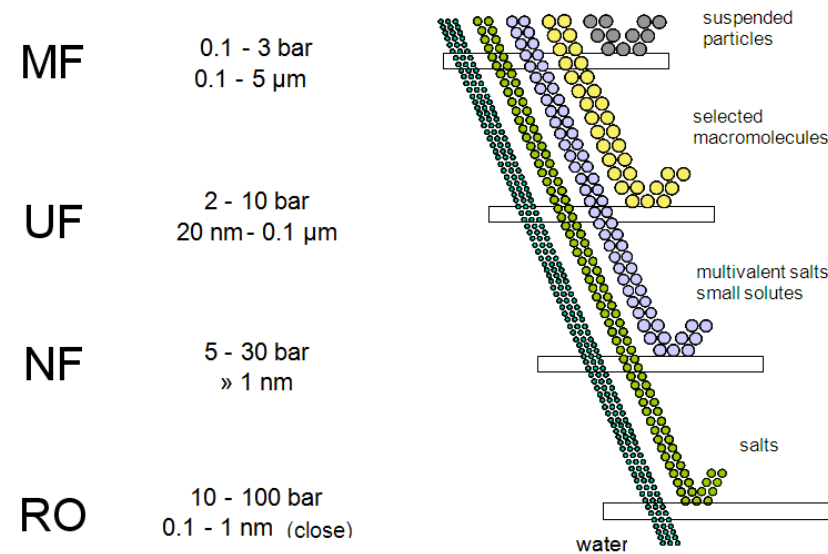 MF
0.1 - 3 bar
0.1 - 5 µm
suspended
particles
selected
macromolecules
UF
2 - 10 bar
20 nm - 0.1 µm
multivalent salts
small solutes
NF
5 - 30 bar
» 1 nm
salts
RO
10 - 100 bar
0.1 - 1 nm (close)
water